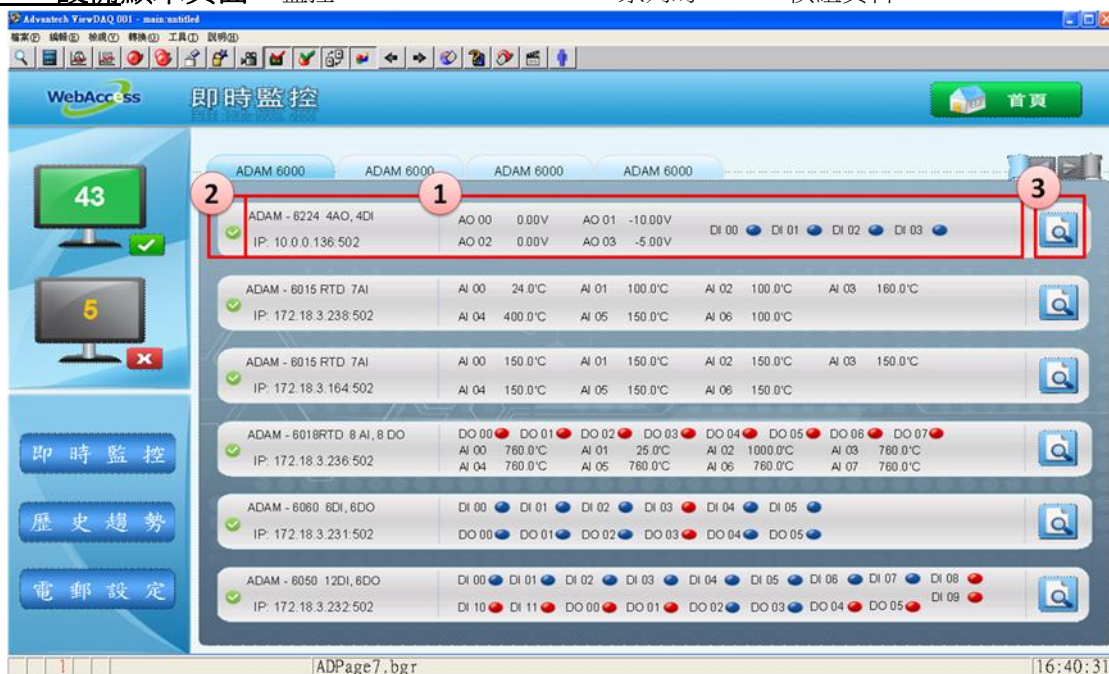 Advantech ViewDAQ 001 - main:untitled
檔案(F) 編輯(E) 檢視(V) 轉換(G) 工具(T) 說明(H)
WebAccess
即時監控
首頁
43
5
即時監控
歷史趨勢
電郵設定
ADAM 6000 ADAM 6000 ADAM 6000 ADAM 6000
2 1 3
ADAM - 6224 4AO, 4DI
IP: 10.0.0.136:502
AO 00 0.00V AO 01 -10.00V
AO 02 0.00V AO 03 -5.00V
DI 00 DI 01 DI 02 DI 03
ADAM - 6015 RTD 7AI
IP: 172.18.3.238:502
AI 00 24.0'C AI 01 100.0'C AI 02 100.0'C AI 03 160.0'C
AI 04 400.0'C AI 05 150.0'C AI 06 100.0'C
ADAM - 6015 RTD 7AI
IP: 172.18.3.164:502
AI 00 150.0'C AI 01 150.0'C AI 02 150.0'C AI 03 150.0'C
AI 04 150.0'C AI 05 150.0'C AI 06 150.0'C
ADAM - 6018RTD 8 AI, 8 DO
IP: 172.18.3.236:502
DO 00 DO 01 DO 02 DO 03 DO 04 DO 05 DO 06 DO 07
AI 00 760.0'C AI 01 25.0'C AI 02 1000.0'C AI 03 760.0'C
AI 04 760.0'C AI 05 760.0'C AI 06 760.0'C AI 07 760.0'C
ADAM - 6060 6DI, 6DO
IP: 172.18.3.231:502
DI 00 DI 01 DI 02 DI 03 DI 04 DI 05
DO 00 DO 01 DO 02 DO 03 DO 04 DO 05
ADAM - 6050 12DI, 6DO
IP: 172.18.3.232:502
DI 00 DI 01 DI 02 DI 03 DI 04 DI 05 DI 06 DI 07 DI 08
DI 09
DI 10 DI 11 DO 00 DO 01 DO 02 DO 03 DO 04 DO 05
1 ADPage7.bgr 16:40:31